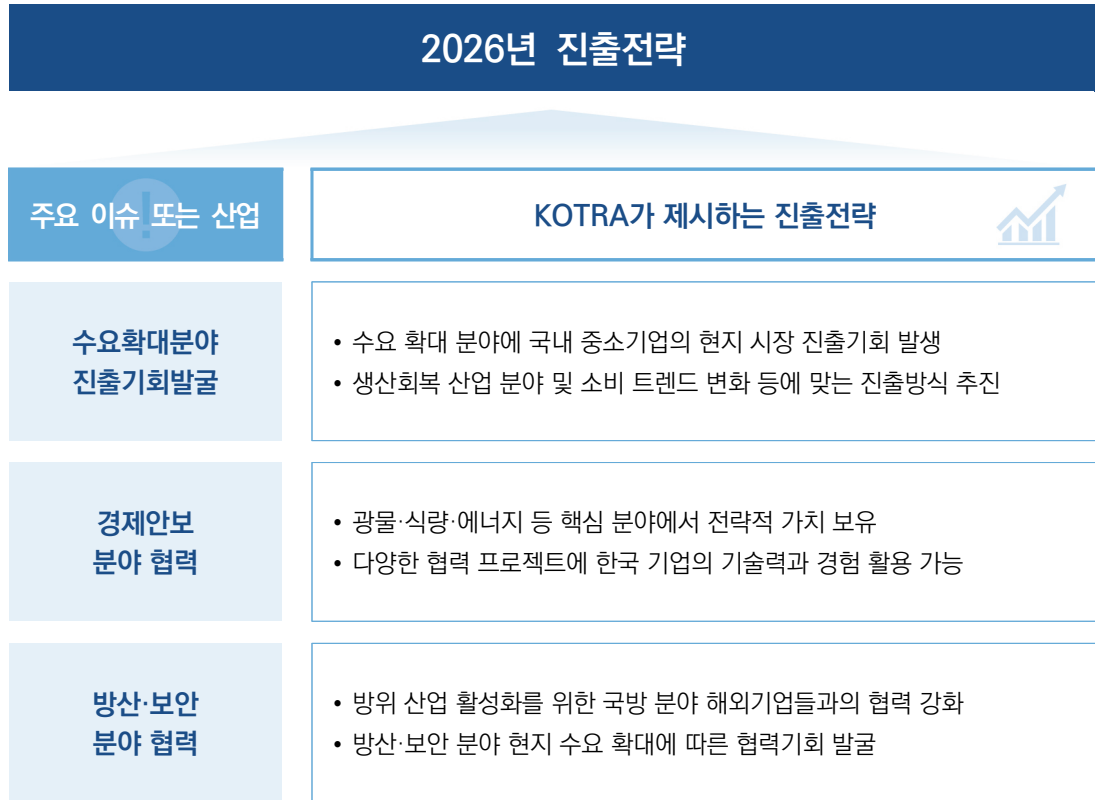 2026년 진출전략
주요 이슈 또는 산업
KOTRA가 제시하는 진출전략
수요확대분야
진출기회발굴
• 수요 확대 분야에 국내 중소기업의 현지 시장 진출기회 발생
• 생산회복 산업 분야 및 소비 트렌드 변화 등에 맞는 진출방식 추진
경제안보
분야 협력
• 광물·식량·에너지 등 핵심 분야에서 전략적 가치 보유
• 다양한 협력 프로젝트에 한국 기업의 기술력과 경험 활용 가능
방산·보안
분야 협력
• 방위 산업 활성화를 위한 국방 분야 해외기업들과의 협력 강화
• 방산·보안 분야 현지 수요 확대에 따른 협력기회 발굴